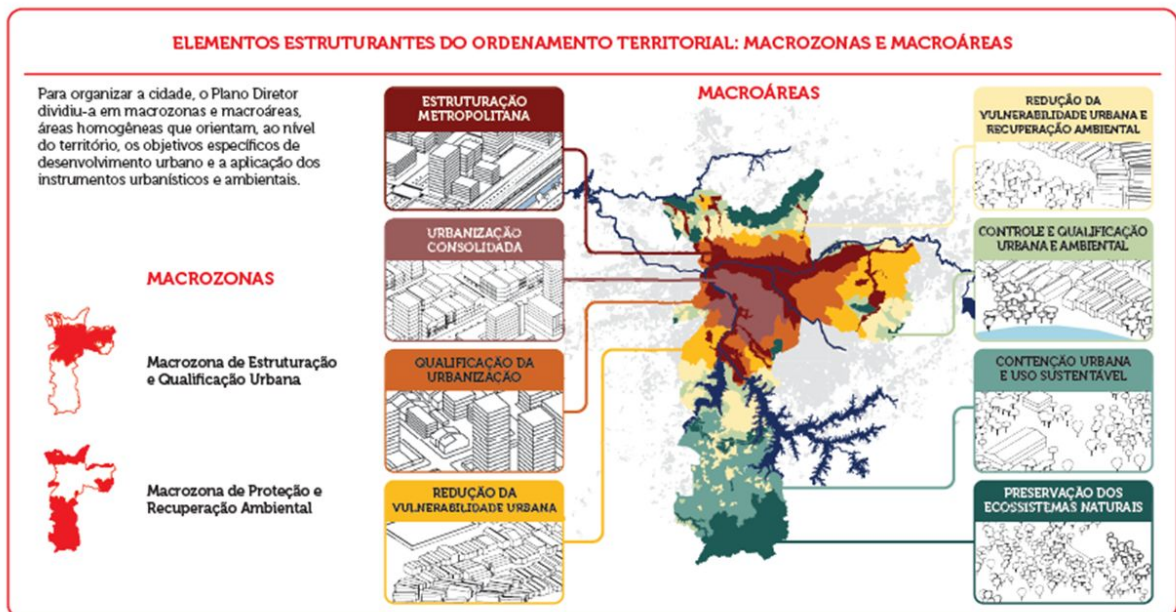 ELEMENTOS ESTRUTURANTES DO ORDENAMENTO TERRITORIAL: MACROZONAS E MACROÁREAS
Para organizar a cidade, o Plano Diretor
dividiu-a em macrozonas e macroáreas,
áreas homogêneas que orientam, ao nível
do território, os objetivos específicos de
desenvolvimento urbano e a aplicação dos
instrumentos urbanísticos e ambientais.
MACROZONAS
Macrozona de Estruturação
e Qualificação Urbana
Macrozona de Proteção e
Recuperação Ambiental
MACROÁREAS
ESTRUTURAÇÃO
METROPOLITANA
URBANIZAÇÃO
CONSOLIDADA
QUALIFICAÇÃO DA
URBANIZAÇÃO
REDUÇÃO DA
VULNERABILIDADE URBANA
REDUÇÃO DA
VULNERABILIDADE URBANA E
RECUPERAÇÃO AMBIENTAL
CONTROLE E QUALIFICAÇÃO
URBANA E AMBIENTAL
CONTENÇÃO URBANA
E USO SUSTENTÁVEL
PRESERVAÇÃO DOS
ECOSSISTEMAS NATURAIS